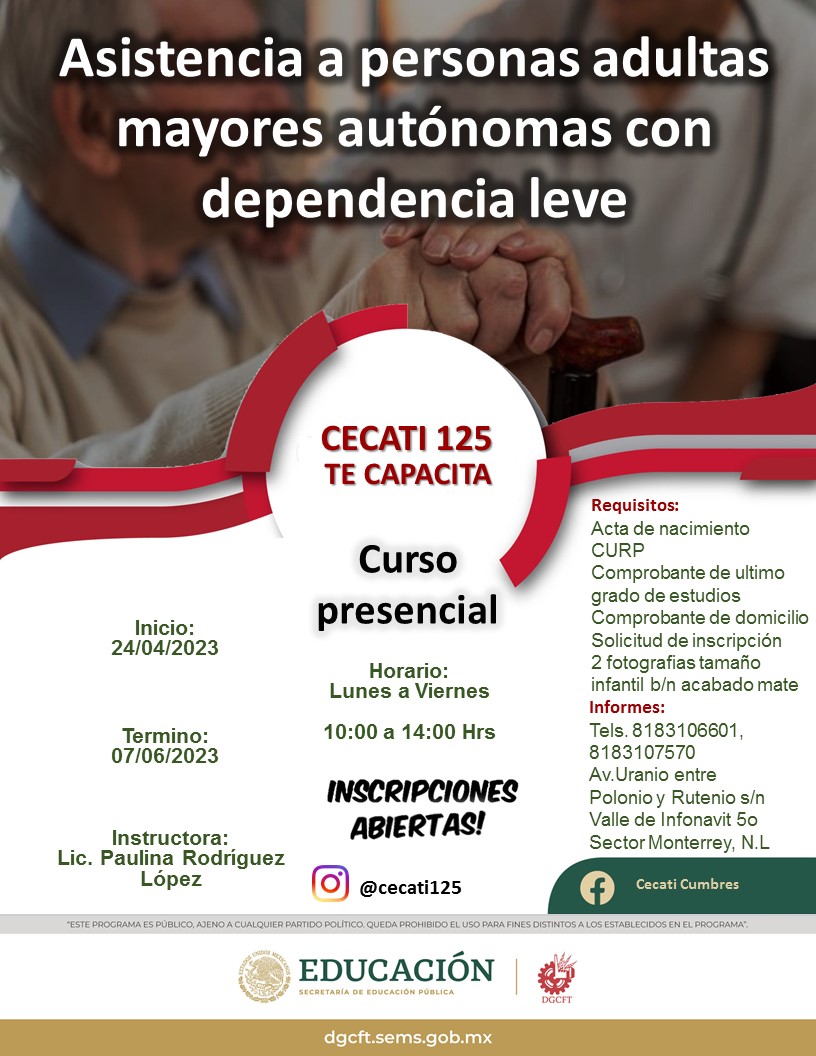 Asistencia a personas adultas
mayores autónomas con
dependencia leve
CECATI 125
TE CAPACITA
Curso
presencial
Inicio:
24/04/2023
Termino:
07/06/2023
Instructora:
Lic. Paulina Rodríguez
López
Horario:
Lunes a Viernes
10:00 a 14:00 Hrs
INSCRIPCIONES
ABIERTAS!
@cecati125
Requisitos:
Acta de nacimiento
CURP
Comprobante de ultimo
grado de estudios
Comprobante de domicilio
Solicitud de inscripción
2 fotografias tamaño
infantil b/n acabado mate
Informes:
Tels. 8183106601,
8183107570
Av.Uranio entre
Polonio y Rutenio s/n
Valle de Infonavit 5o
Sector Monterrey, N.L
Cecati Cumbres
"ESTE PROGRAMA ES PÚBLICO, AJENO A CUALQUIER PARTIDO POLÍTICO. QUEDA PROHIBIDO EL USO PARA FINES DISTINTOS A LOS ESTABLECIDOS EN EL PROGRAMA".
EDUCACIÓN
SECRETARÍA DE EDUCACIÓN PÚBLICA
DGCFT
dgcft.sems.gob.mx